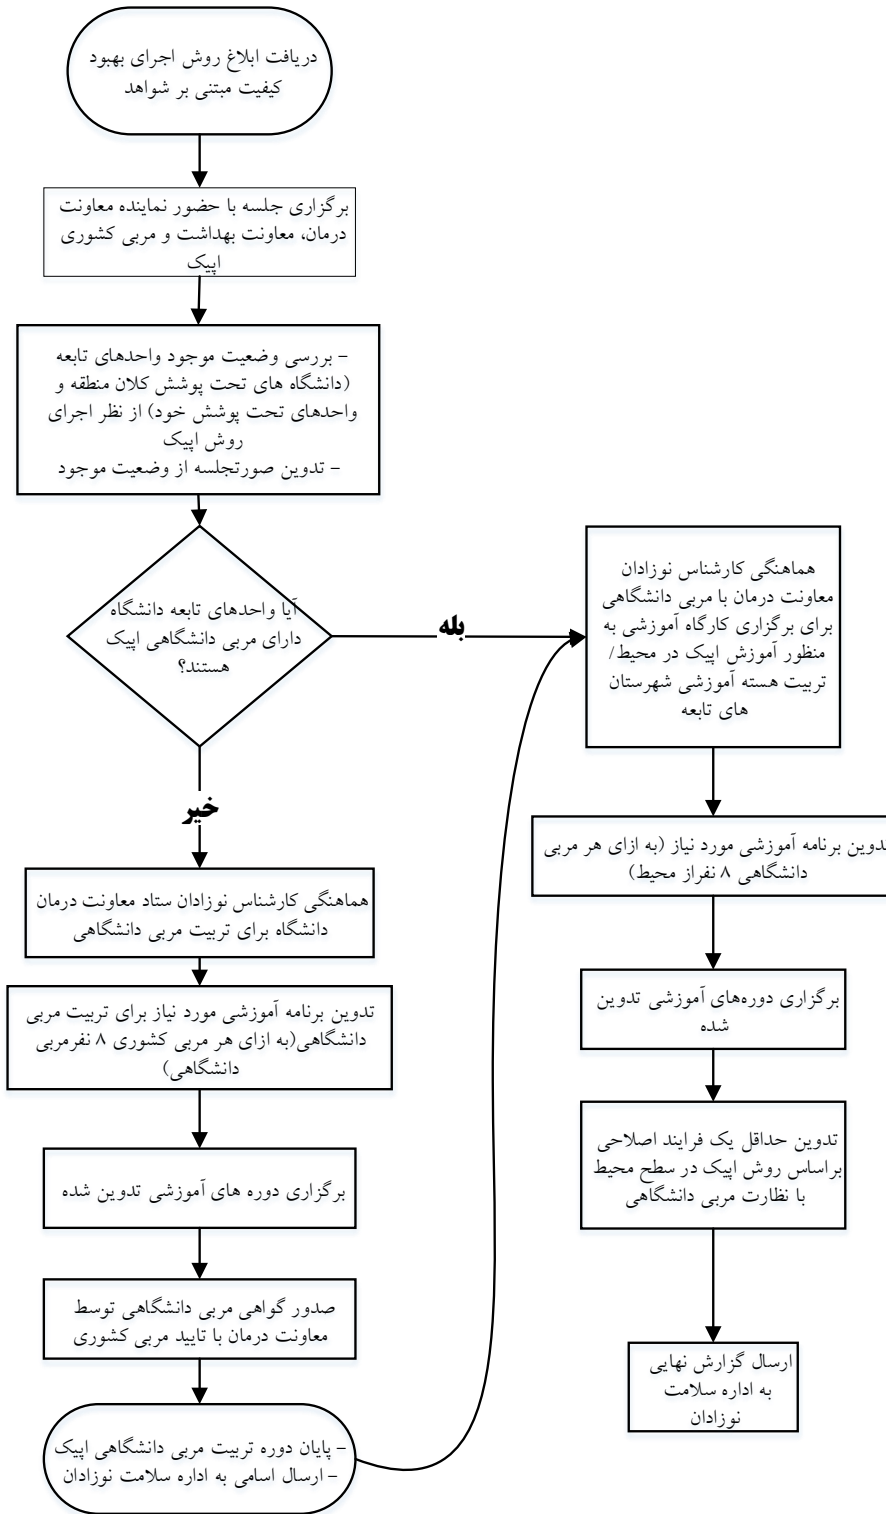 دریافت ابلاغ روش اجرای بهبود
کیفیت مبتنی بر شواهد
برگزاری جلسه با حضور نماینده معاونت
درمان، معاونت بهداشت و مربی کشوری
اپیک
- بررسی وضعیت موجود واحدهای تابعه
(دانشگاه های تحت پوشش کلان منطقه و
واحدهای تحت پوشش خود) از نظر اجرای
روش اپیک
- تدوین صورتجلسه از وضعیت موجود
آیا واحدهای تابعه دانشگاه
دارای مربی دانشگاهی اپیک
هستند؟
بله
خیر
هماهنگی کارشناس نوزادان ستاد معاونت درمان
دانشگاه برای تربیت مربی دانشگاهی
تدوین برنامه آموزشی مورد نیاز برای تربیت مربی
دانشگاهی(به ازای هر مربی کشوری ۸ نفرمربی
دانشگاهی)
برگزاری دوره های آموزشی تدوین شده
صدور گواهی مربی دانشگاهی توسط
معاونت درمان با تایید مربی کشوری
- پایان دوره تربیت مربی دانشگاهی اپیک
- ارسال اسامی به اداره سلامت نوزادان
هماهنگی کارشناس نوزادان
معاونت درمان با مربی دانشگاهی
برای برگزاری کارگاه آموزشی به
منظور آموزش اپیک در محیط/
تربیت هسته آموزشی شهرستان
های تابعه
تدوین برنامه آموزشی مورد نیاز (به ازای هر مربی
دانشگاهی ۸ نفراز محیط)
برگزاری دوره‌های آموزشی تدوین
شده
تدوین حداقل یک فرایند اصلاحی
براساس روش اپیک در سطح محیط
با نظارت مربی دانشگاهی
ارسال گزارش نهایی
به اداره سلامت
نوزادان